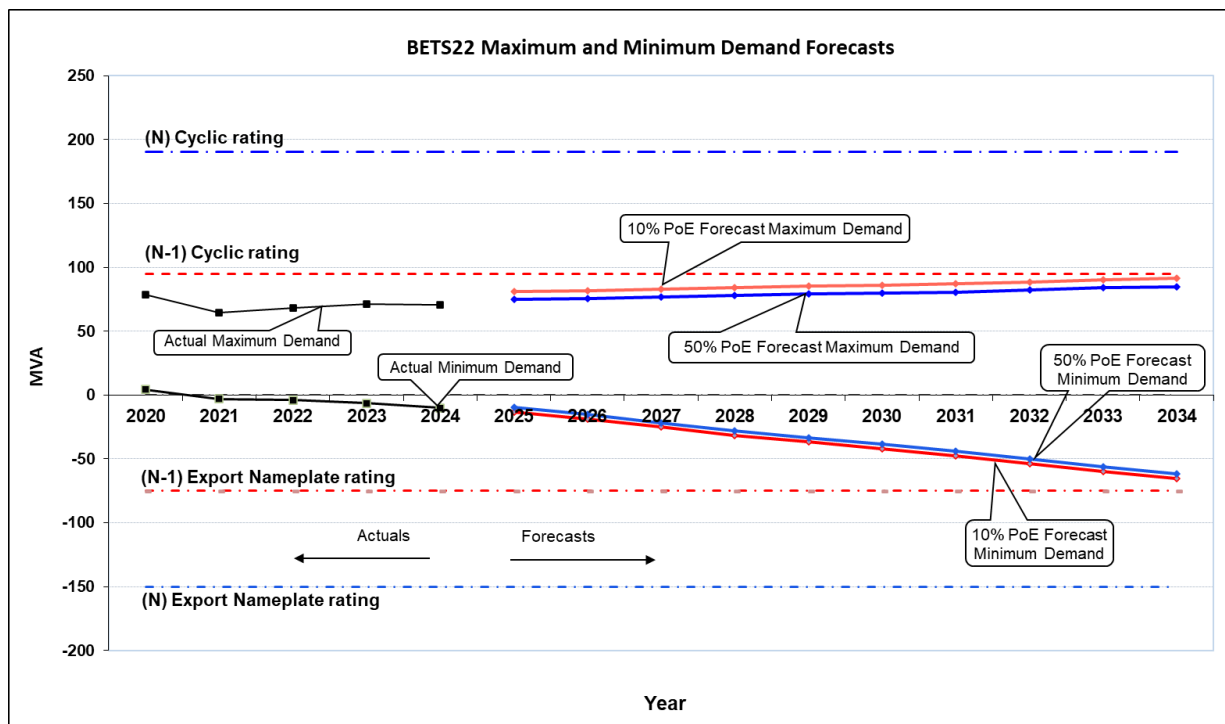 BETS22 Maximum and Minimum Demand Forecasts
250
200
150
100
50
0
-50
-100
-150
-200
MVA
(N) Cyclic rating
(N-1) Cyclic rating
10% PoE Forecast Maximum Demand
Actual Maximum Demand
50% PoE Forecast Maximum Demand
Actual Minimum Demand
50% PoE Forecast
Minimum Demand
2020 2021 2022 2023 2024 2025 2026 2027 2028 2029 2030 2031 2032 2033 2034
(N-1) Export Nameplate rating
10% PoE Forecast
Minimum Demand
Actuals
Forecasts
(N) Export Nameplate rating
Year